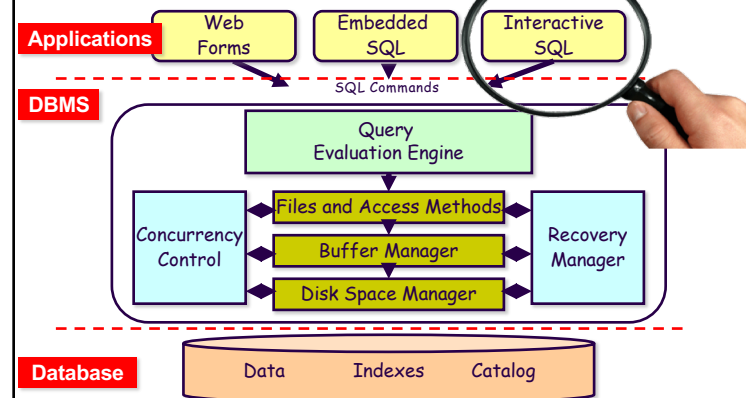 Applications
Web
Forms
Embedded
SQL
Interactive
SQL
SQL Commands
DBMS
Query
Evaluation Engine
Files and Access Methods
Concurrency
Control
Buffer Manager
Recovery
Manager
Disk Space Manager
Database
Data Indexes Catalog